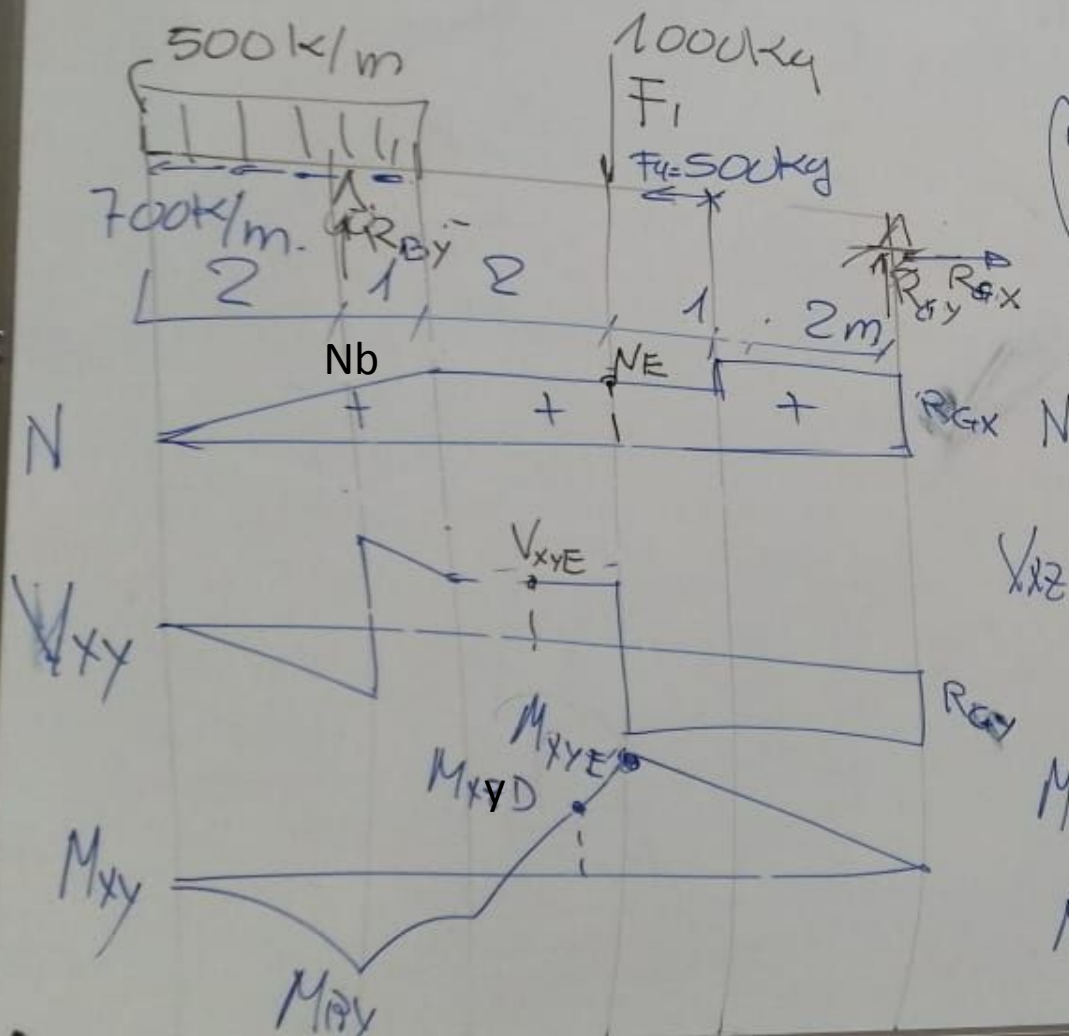 500k/m
1000Kg
F1
F4=500Kg
700k/m.
RBY
RGY
RGX
2
1
2
1
2m
Nb
NE
N
+
+
+
RGX
N
VXYE
VXZ
VXY
RGY
MXYE
MXyD
M
MXY
MBY